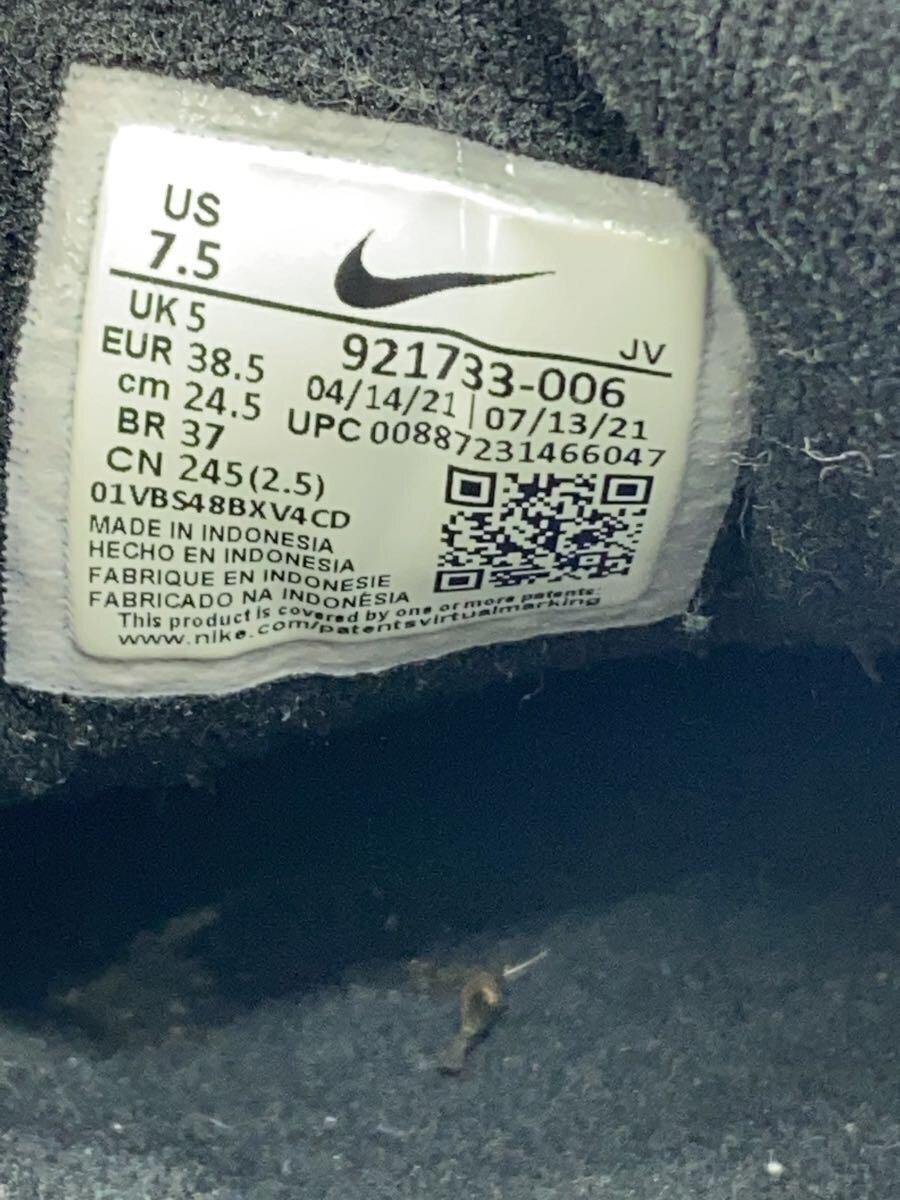 US
7.5
UK 5
EUR 38.5
cm 24.5
BR 37
CN 245(2.5)
JV
921733-006
04/14/21 | 07/13/21
UPC 00887231466047
01VBS48BXV4CD
MADE IN INDONESIA
HECHO EN INDONESIA
FABRIQUE EN INDONESIE
FABRICADO NA INDONÉSIA
This product is covered by one or more patents:
www.nike.com/patentsvirtualmarking